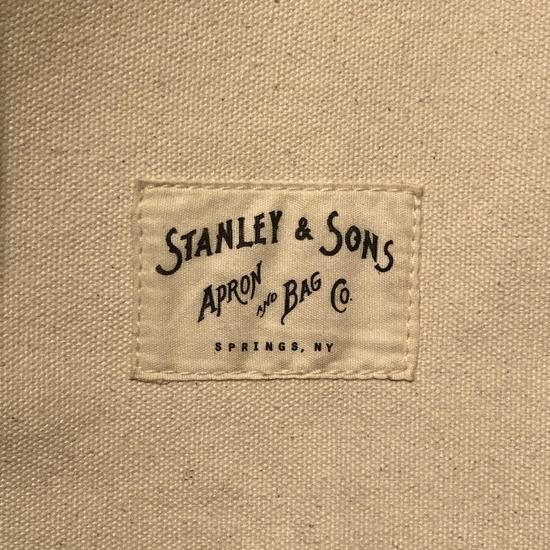 STANLEY & SONS
APRON AND BAG CO.
SPRINGS, NY